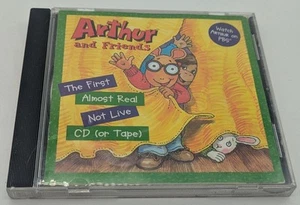 Arthur
and Friends
Watch
ARTHUR on
PBS
The First
Almost Real
Not Live
CD (or Tape)